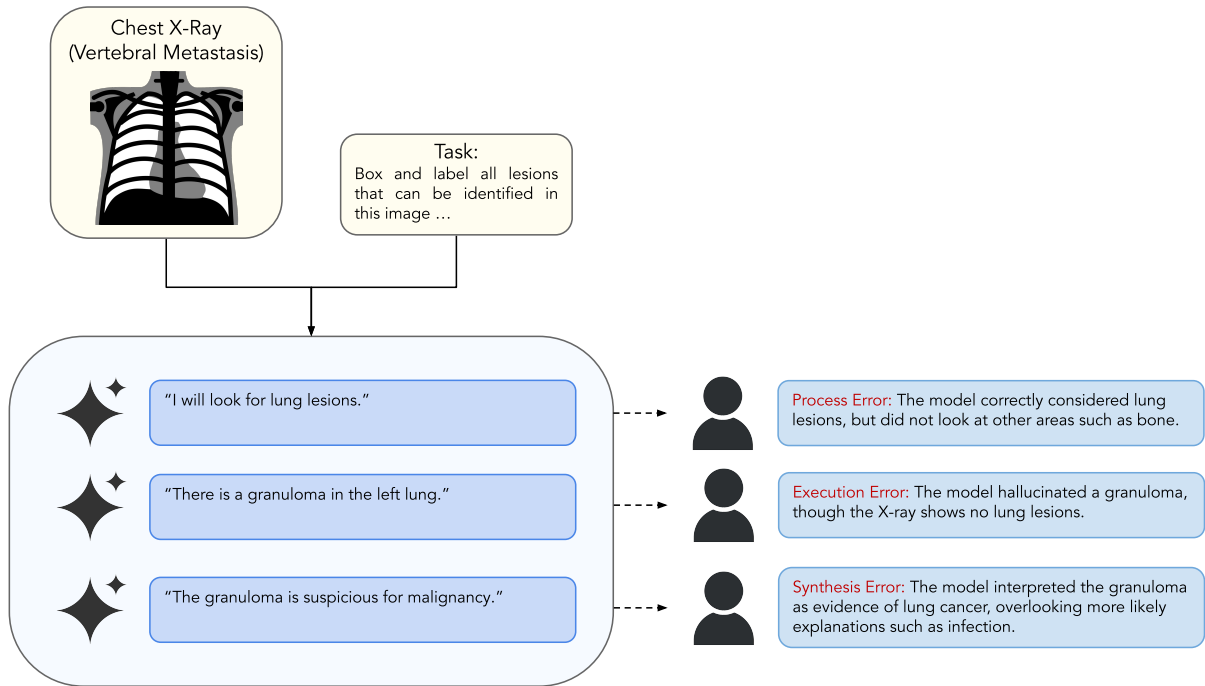 Chest X-Ray
(Vertebral Metastasis)
Task:
Box and label all lesions
that can be identified in
this image …
“I will look for lung lesions.”
Process Error: The model correctly considered lung
lesions, but did not look at other areas such as bone.
“There is a granuloma in the left lung.”
Execution Error: The model hallucinated a granuloma,
though the X-ray shows no lung lesions.
“The granuloma is suspicious for malignancy.”
Synthesis Error: The model interpreted the granuloma
as evidence of lung cancer, overlooking more likely
explanations such as infection.